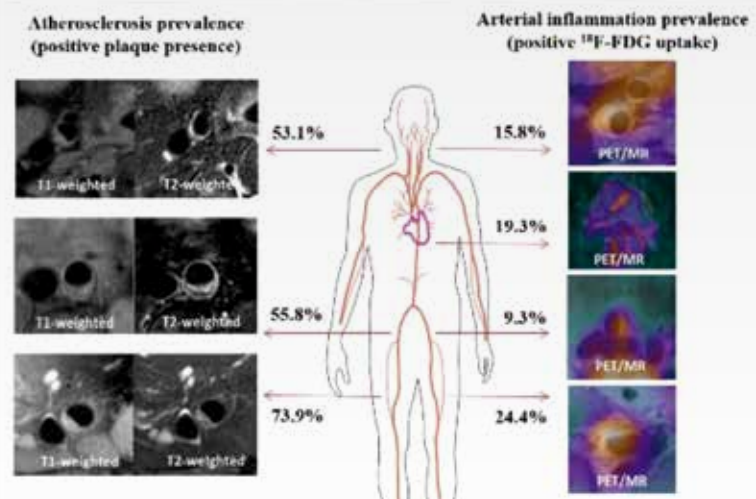 Atherosclerosis prevalence
(positive plaque presence)
Arterial inflammation prevalence
(positive ¹⁸F-FDG uptake)
T1-weighted
T2-weighted
53.1%
15.8%
PET/MR
19.3%
PET/MR
T1-weighted
T2-weighted
55.8%
9.3%
PET/MR
T1-weighted
T2-weighted
73.9%
24.4%
PET/MR